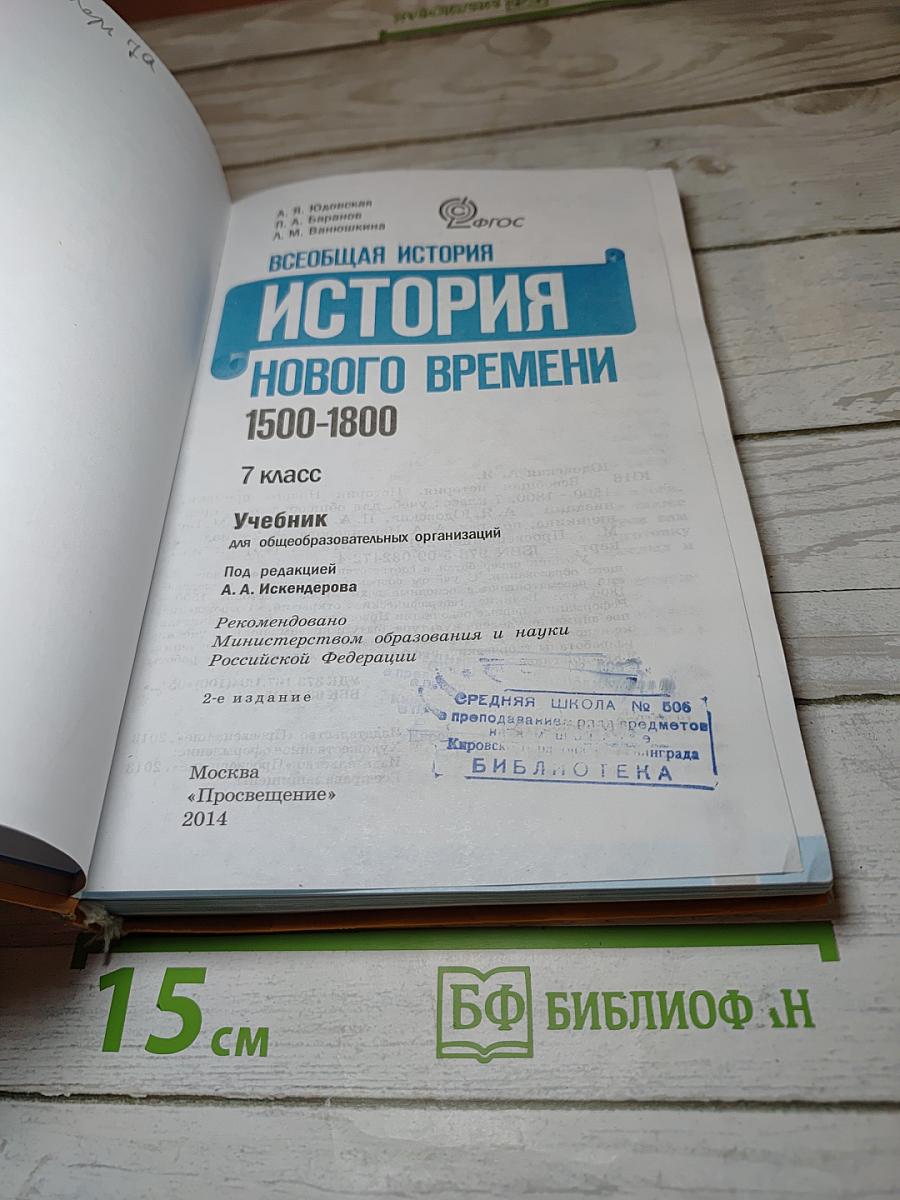 А. Я. Юдовская
П. А. Баранов
Л. М. Ванюшкина
ФГОС
ВСЕОБЩАЯ ИСТОРИЯ
ИСТОРИЯ
НОВОГО ВРЕМЕНИ
1500–1800
7 класс
Учебник
для общеобразовательных организаций
Под редакцией
А. А. Искендерова
Рекомендовано
Министерством образования и науки
Российской Федерации
2-е издание
СРЕДНЯЯ ШКОЛА № 506
с преподаванием ряда предметов
БИБЛИОТЕКА
Москва
«Просвещение»
2014
15 см
БФ БИБЛИОФ